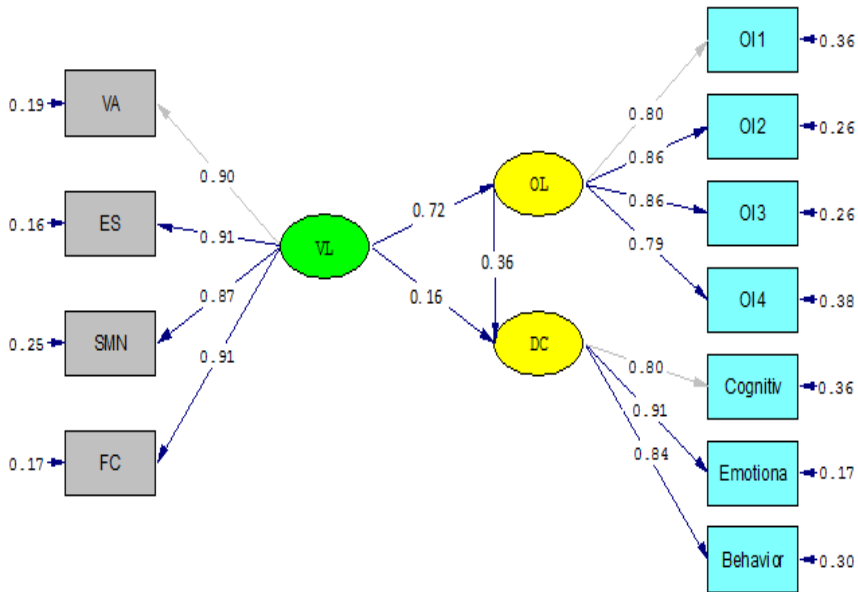 0.19
VA
0.90
0.16
ES
0.91
0.25
SMN
0.87
0.17
FC
0.91
VL
0.72
0.16
OL
0.36
DC
0.80
OI1
0.36
0.86
OI2
0.26
0.86
OI3
0.26
0.79
OI4
0.38
0.80
Cognitiv
0.36
0.91
Emotiona
0.17
0.84
Behavior
0.30